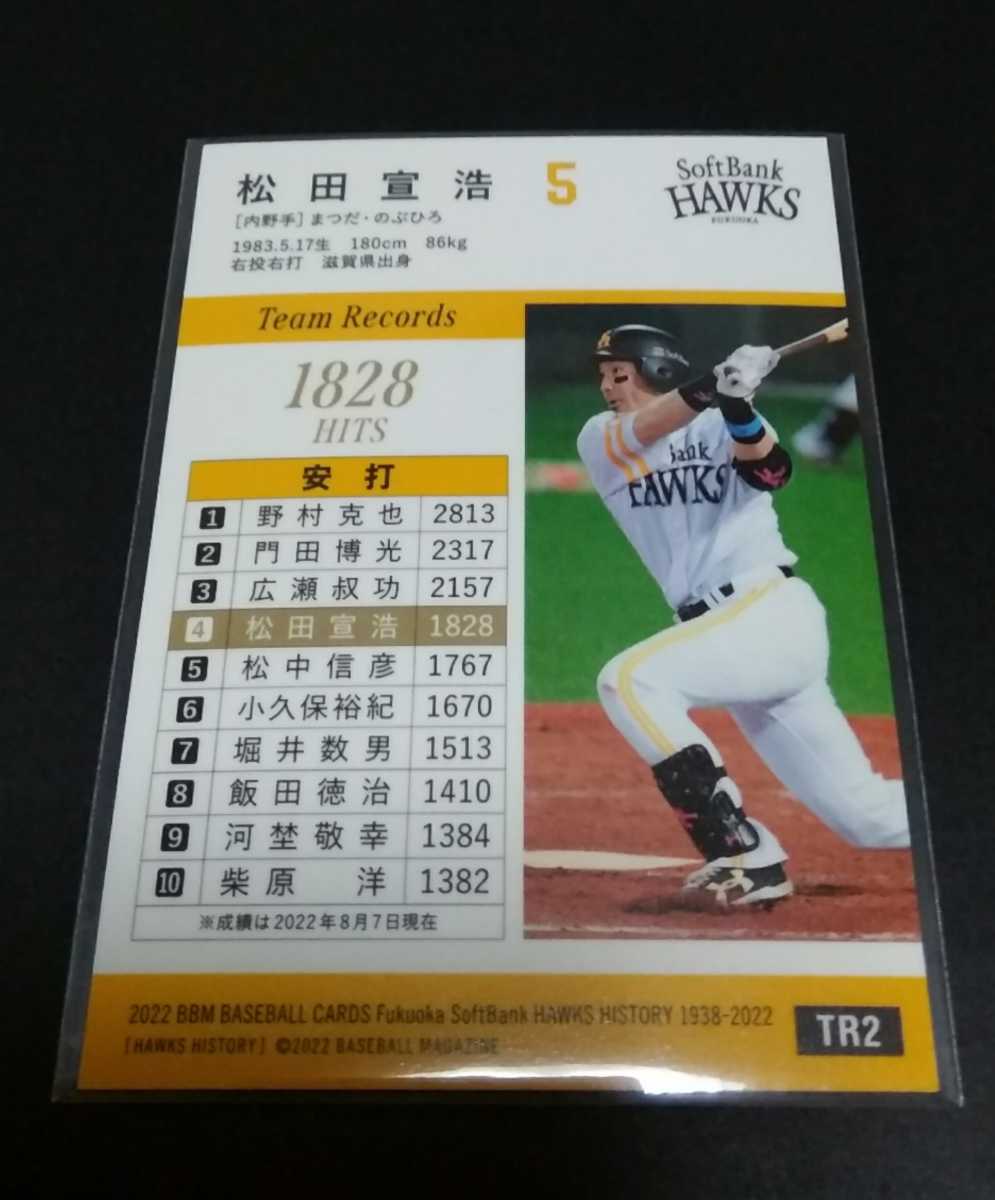 松田宣浩 5
SoftBank
HAWKS
FUKUOKA
[内野手] まつだ・のぶひろ
1983.5.17生 180cm 86kg
右投右打 滋賀県出身
Team Records
1828
HITS
安打
1 野村克也 2813
2 門田博光 2317
3 広瀬叔功 2157
4 松田宣浩 1828
5 松中信彦 1767
6 小久保裕紀 1670
7 堀井数男 1513
8 飯田徳治 1410
9 河埜敬幸 1384
10 柴原 洋 1382
※成績は2022年8月7日現在
bank
HAWKS
2022 BBM BASEBALL CARDS Fukuoka SoftBank HAWKS HISTORY 1938-2022
[HAWKS HISTORY] ©2022 BASEBALL MAGAZINE
TR2